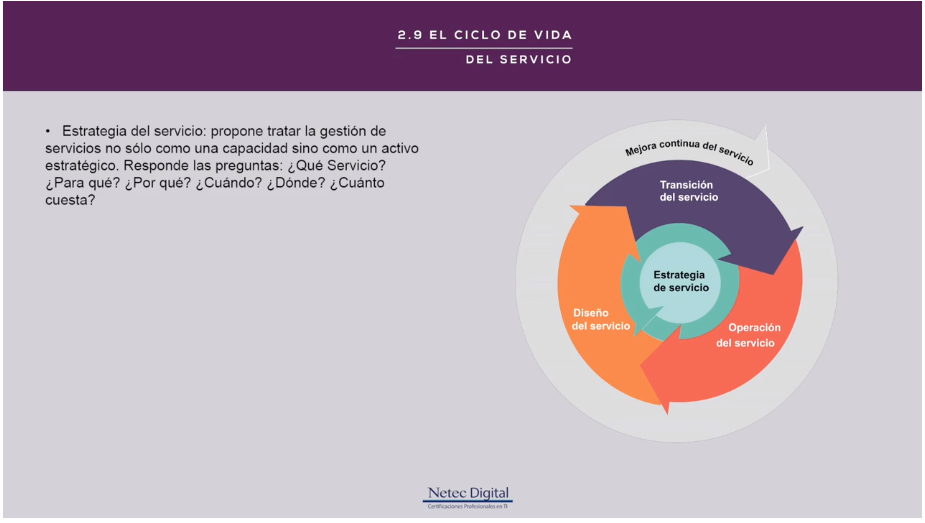 2.9 EL CICLO DE VIDA
DEL SERVICIO
• Estrategia del servicio: propone tratar la gestión de
servicios no sólo como una capacidad sino como un activo
estratégico. Responde las preguntas: ¿Qué Servicio?
¿Para qué? ¿Por qué? ¿Cuándo? ¿Dónde? ¿Cuánto
cuesta?
Mejora continua del servicio
Transición
del servicio
Estrategia
de servicio
Diseño
del servicio
Operación
del servicio
Netec Digital
Certificaciones Profesionales en TI